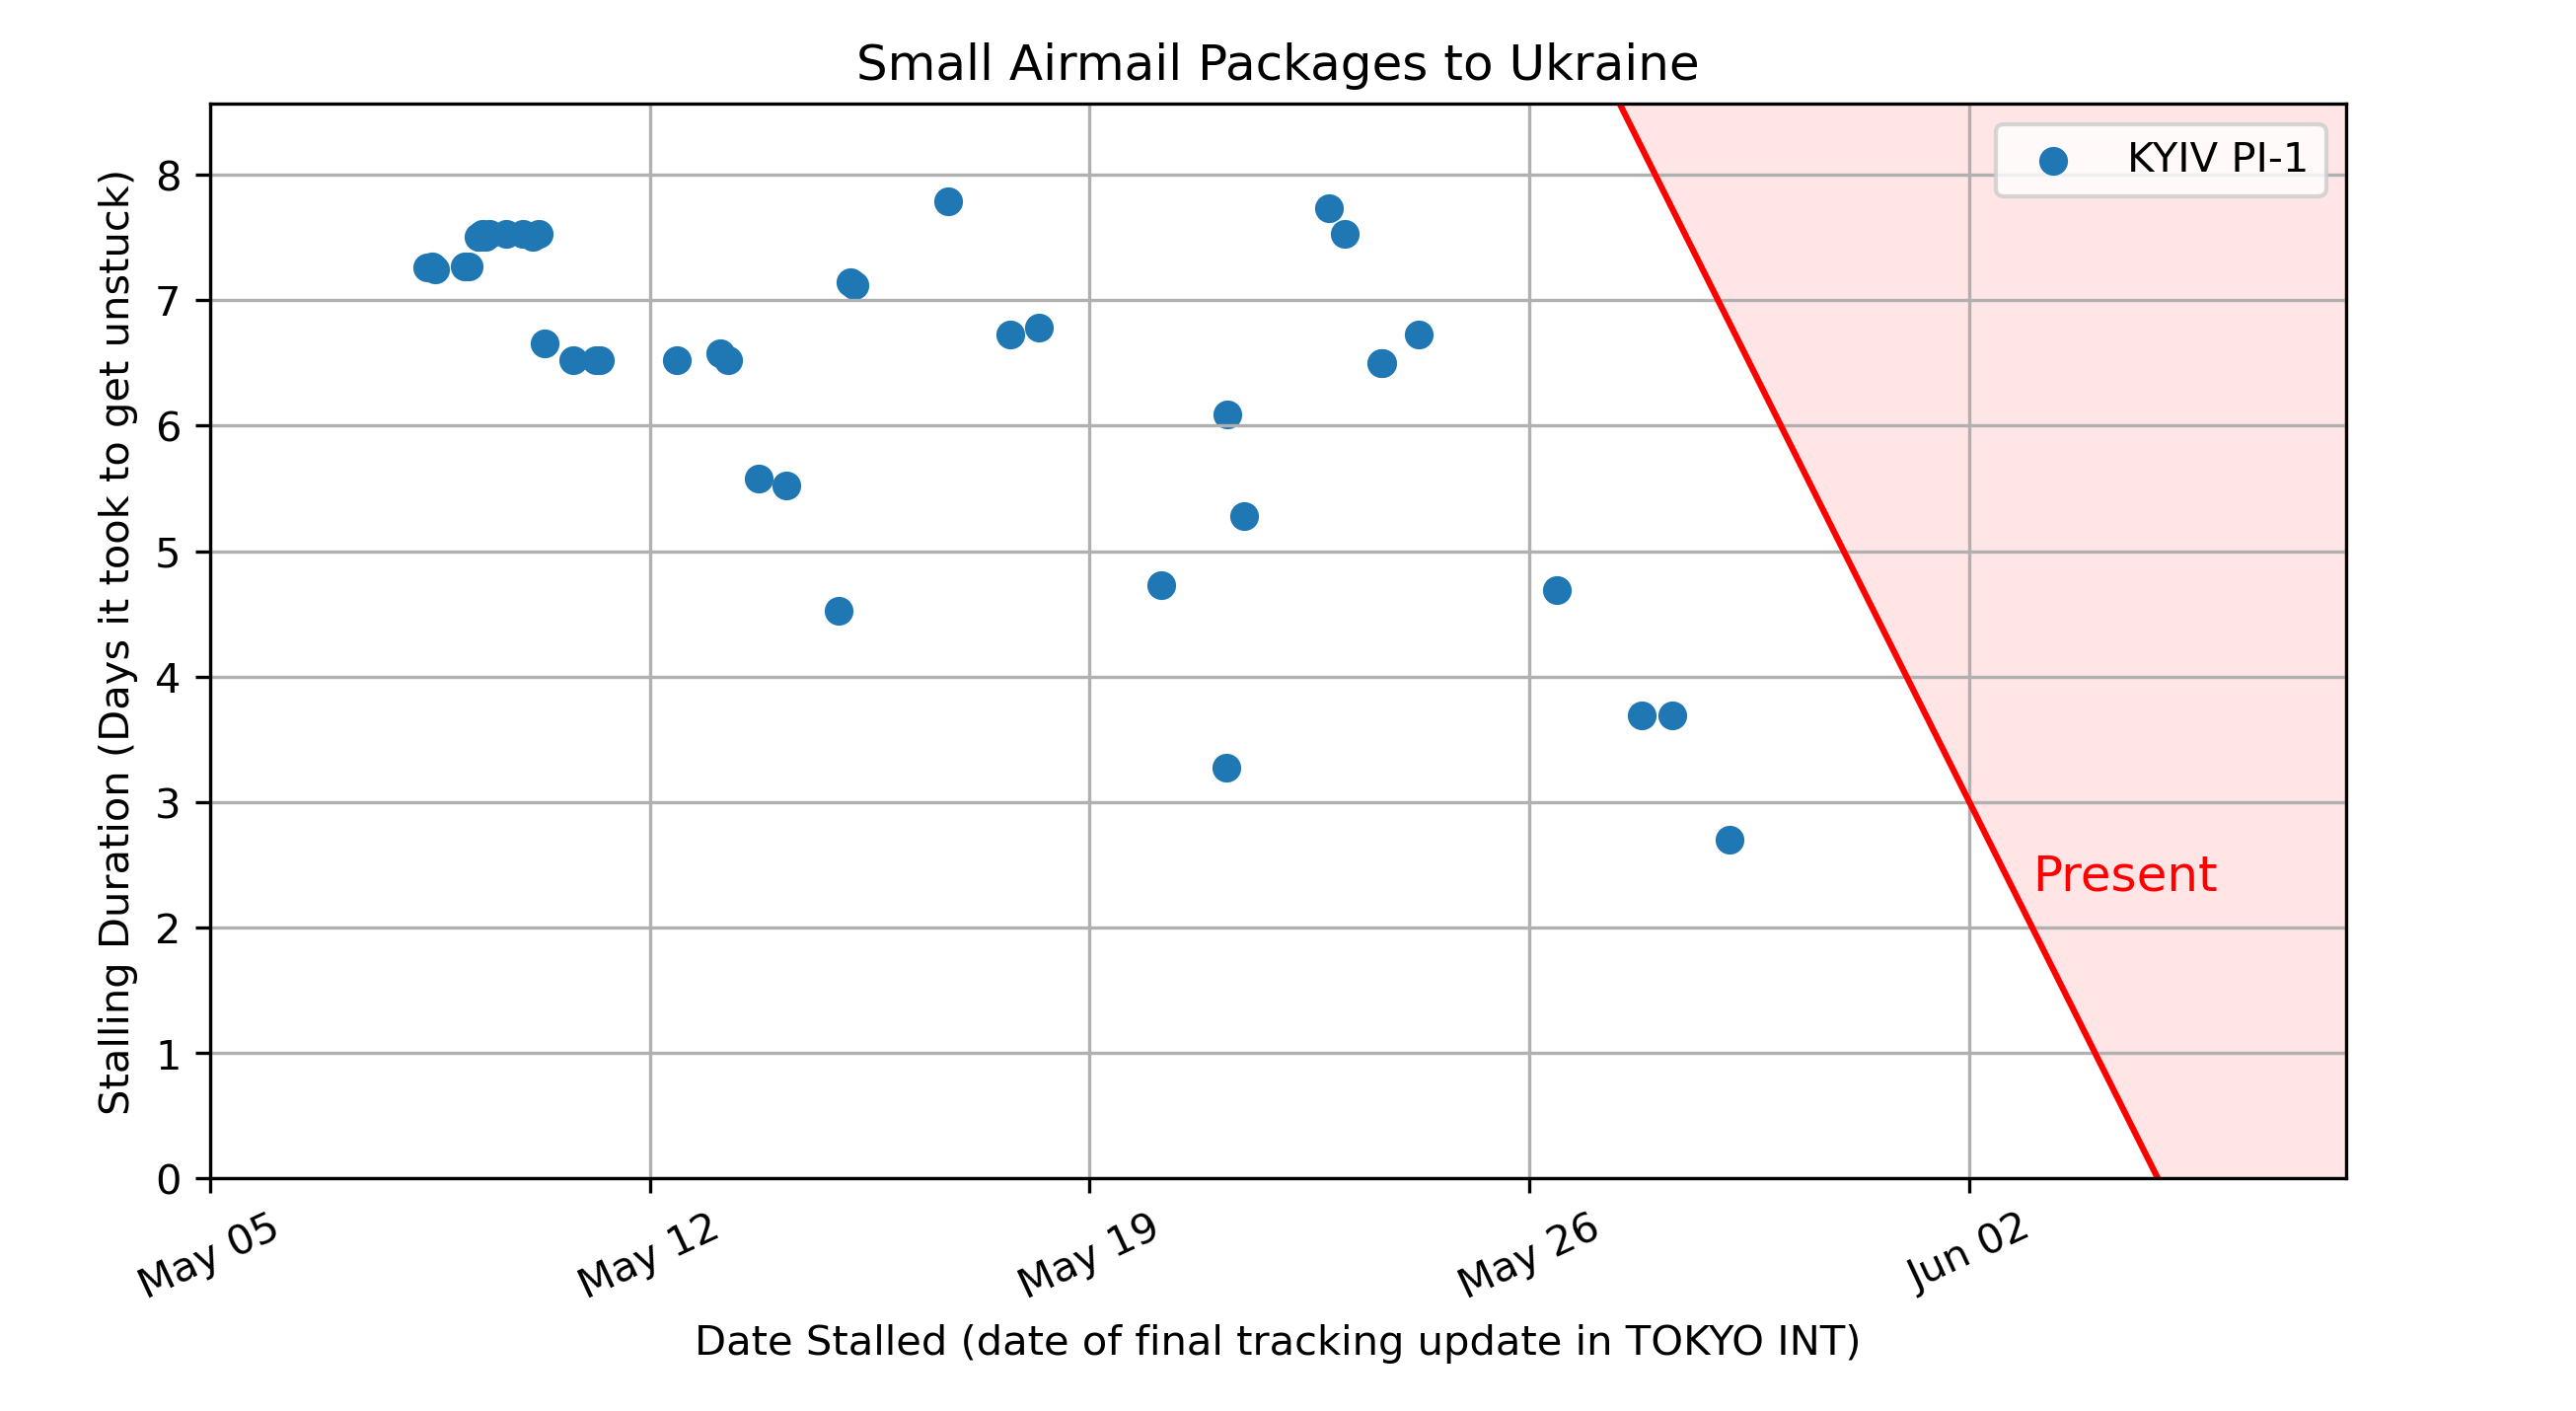 Small Airmail Packages to Ukraine
KYIV PI-1
Stalling Duration (Days it took to get unstuck)
8
7
6
5
4
3
2
1
0
Present
May 05
May 12
May 19
May 26
Jun 02
Date Stalled (date of final tracking update in TOKYO INT)